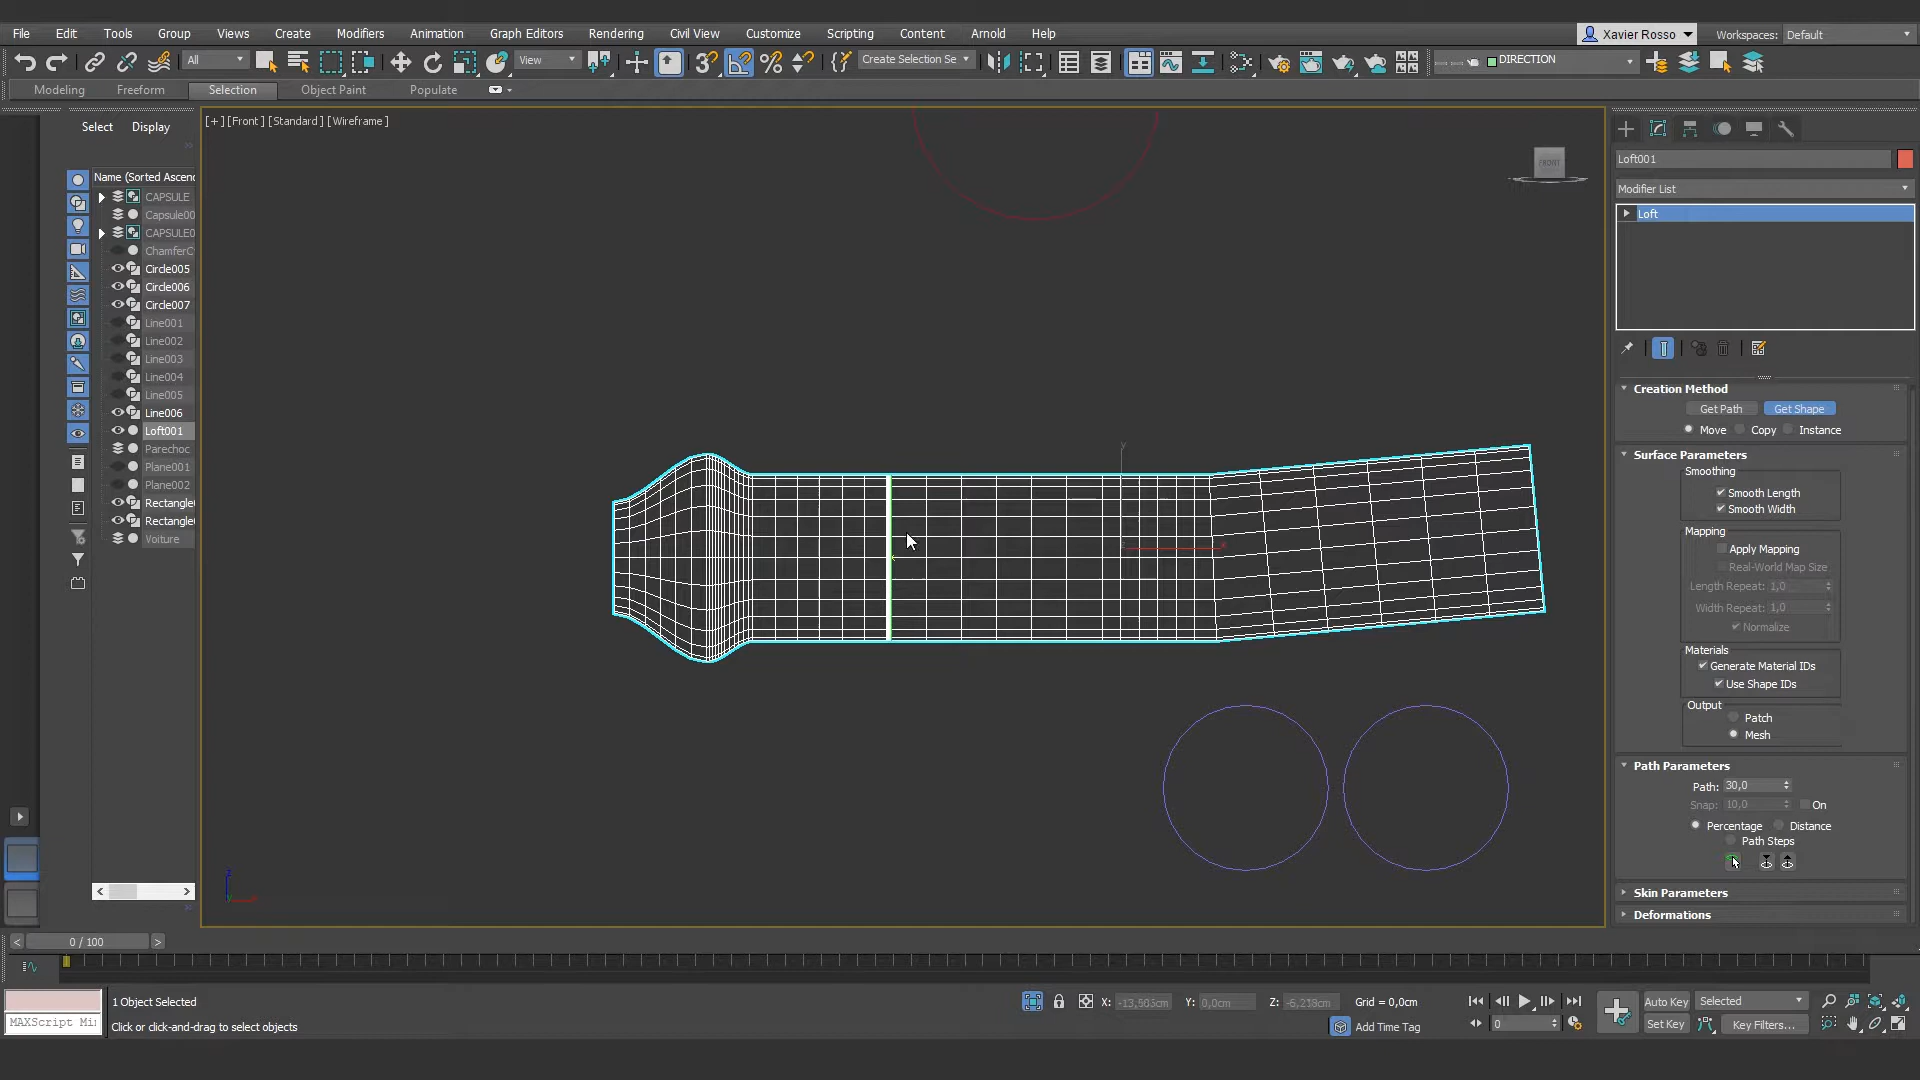 File Edit Tools Group Views Create Modifiers Animation Graph Editors Rendering Civil View Customize Scripting Content Arnold Help Xavier Rosso Workspaces: Default
All View Create Selection Se DIRECTION
Modeling Freeform Selection Object Paint Populate
Select Display
[+] [Front] [Standard] [Wireframe]
FRONT
Name (Sorted Ascend
CAPSULE
Capsule00
CAPSULE0
ChamferC
Circle005
Circle006
Circle007
Line001
Line002
Line003
Line004
Line005
Line006
Loft001
Parechoc
Plane001
Plane002
Rectangle
Rectangle
Voiture
Loft001
Modifier List
Loft
Creation Method
Get Path Get Shape
Move Copy Instance
Surface Parameters
Smoothing
Smooth Length
Smooth Width
Mapping
Apply Mapping
Real-World Map Size
Length Repeat: 1,0
Width Repeat: 1,0
Normalize
Materials
Generate Material IDs
Use Shape IDs
Output
Patch
Mesh
Path Parameters
Path: 30,0
Snap: 10,0 On
Percentage Distance
Path Steps
Skin Parameters
Deformations
0 / 100
1 Object Selected
X: -13,505cm Y: 0,0cm Z: -6,218cm Grid = 0,0cm
Auto Key Selected
MAXScript Mi
Click or click-and-drag to select objects
Add Time Tag
0
Set Key Key Filters...